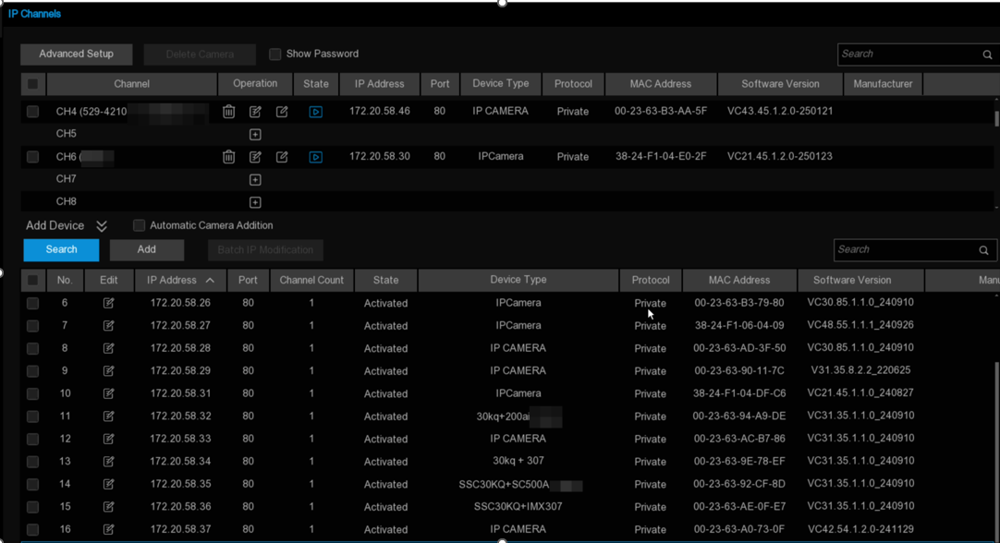 IP Channels
Advanced Setup Delete Camera Show Password Search
Channel Operation State IP Address Port Device Type Protocol MAC Address Software Version Manufacturer
CH4 (529-4210 172.20.58.46 80 IP CAMERA Private 00-23-63-B3-AA-5F VC43.45.1.2.0-250121
CH5
CH6 ( 172.20.58.30 80 IPCamera Private 38-24-F1-04-E0-2F VC21.45.1.1.0-250123
CH7
CH8
Add Device Automatic Camera Addition
Search Add Batch IP Modification Search
No. Edit IP Address Port Channel Count State Device Type Protocol MAC Address Software Version Manu
6 172.20.58.26 80 1 Activated IPCamera Private 00-23-63-B3-79-80 VC30.85.1.1.0_240910
7 172.20.58.27 80 1 Activated IPCamera Private 38-24-F1-06-04-09 VC48.55.1.1.1_240926
8 172.20.58.28 80 1 Activated IP CAMERA Private 00-23-63-AD-3F-50 VC30.85.1.1.0_240910
9 172.20.58.29 80 1 Activated IP CAMERA Private 00-23-63-90-11-7C V31.35.8.2.2_220625
10 172.20.58.31 80 1 Activated IPCamera Private 38-24-F1-04-DF-C6 VC21.45.1.1.0_240827
11 172.20.58.32 80 1 Activated 30kq+200ai Private 00-23-63-94-A9-DE VC31.35.1.1.0_240910
12 172.20.58.33 80 1 Activated IP CAMERA Private 00-23-63-AC-B7-86 VC31.35.1.1.0_240910
13 172.20.58.34 80 1 Activated 30kq + 307 Private 00-23-63-9E-78-EF VC31.35.1.1.0_240910
14 172.20.58.35 80 1 Activated SSC30KQ+SC500A Private 00-23-63-92-CF-8D VC31.35.1.1.0_240910
15 172.20.58.36 80 1 Activated SSC30KQ+IMX307 Private 00-23-63-AE-0F-E7 VC31.35.1.1.0_240910
16 172.20.58.37 80 1 Activated IP CAMERA Private 00-23-63-A0-73-0F VC42.54.1.2.0-241129